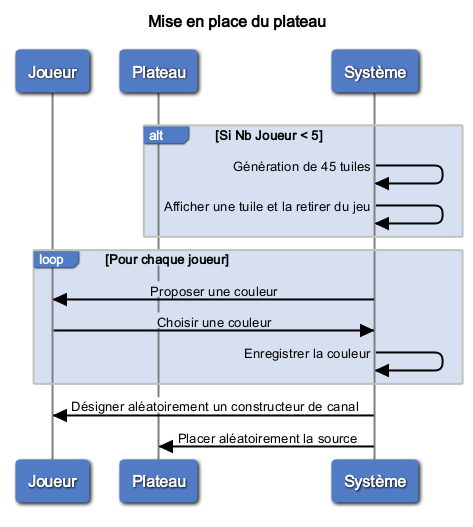 Mise en place du plateau
Joueur
Plateau
Système
alt
[Si Nb Joueur < 5]
Génération de 45 tuiles
Afficher une tuile et la retirer du jeu
loop
[Pour chaque joueur]
Proposer une couleur
Choisir une couleur
Enregistrer la couleur
Désigner aléatoirement un constructeur de canal
Placer aléatoirement la source
Joueur
Plateau
Système